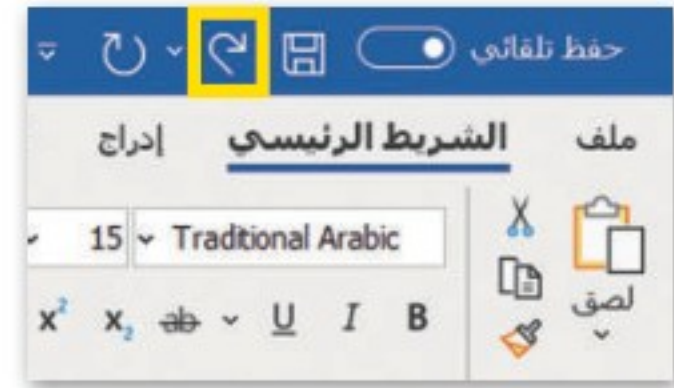 حفظ تلقائي
ملف الشريط الرئيسي إدراج
Traditional Arabic 15
لصق
B I U ab x₂ x²